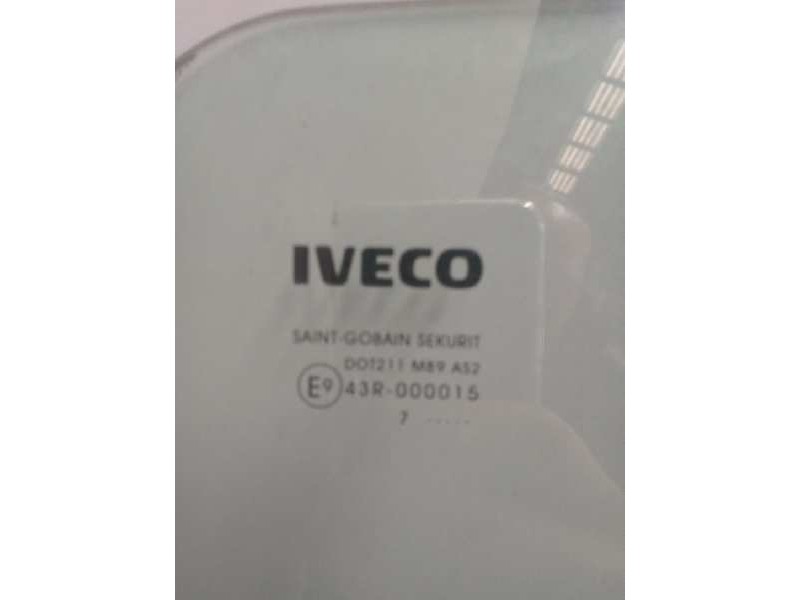 IVECO
SAINT-GOBAIN SEKURIT
DOT211 M89 AS2
E9 43R-000015
7 .....